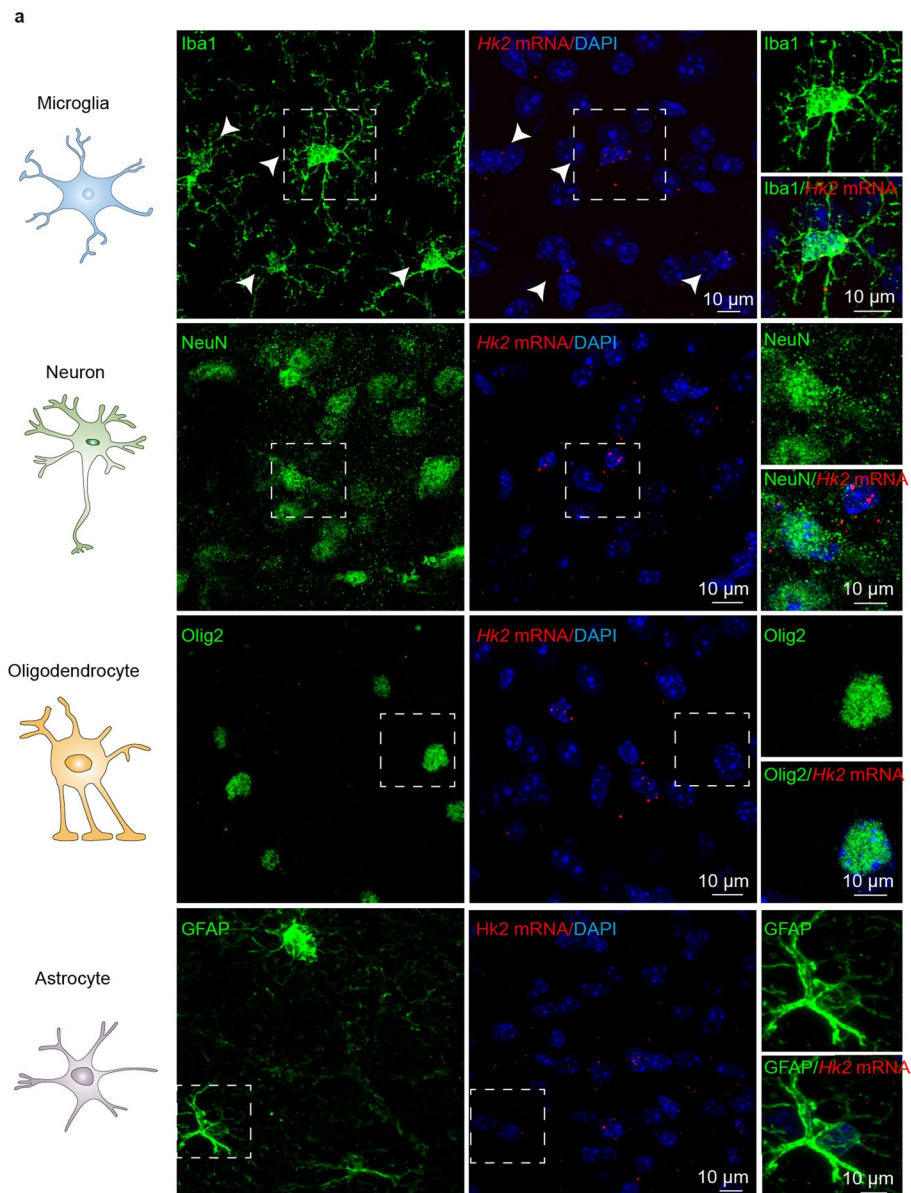 a
Microglia
Iba1
Hk2 mRNA/DAPI
10 µm
Iba1
Iba1/Hk2 mRNA
10 µm
Neuron
NeuN
Hk2 mRNA/DAPI
10 µm
NeuN
NeuN/Hk2 mRNA
10 µm
Oligodendrocyte
Olig2
Hk2 mRNA/DAPI
10 µm
Olig2
Olig2/Hk2 mRNA
10 µm
Astrocyte
GFAP
Hk2 mRNA/DAPI
10 µm
GFAP
GFAP/Hk2 mRNA
10 µm